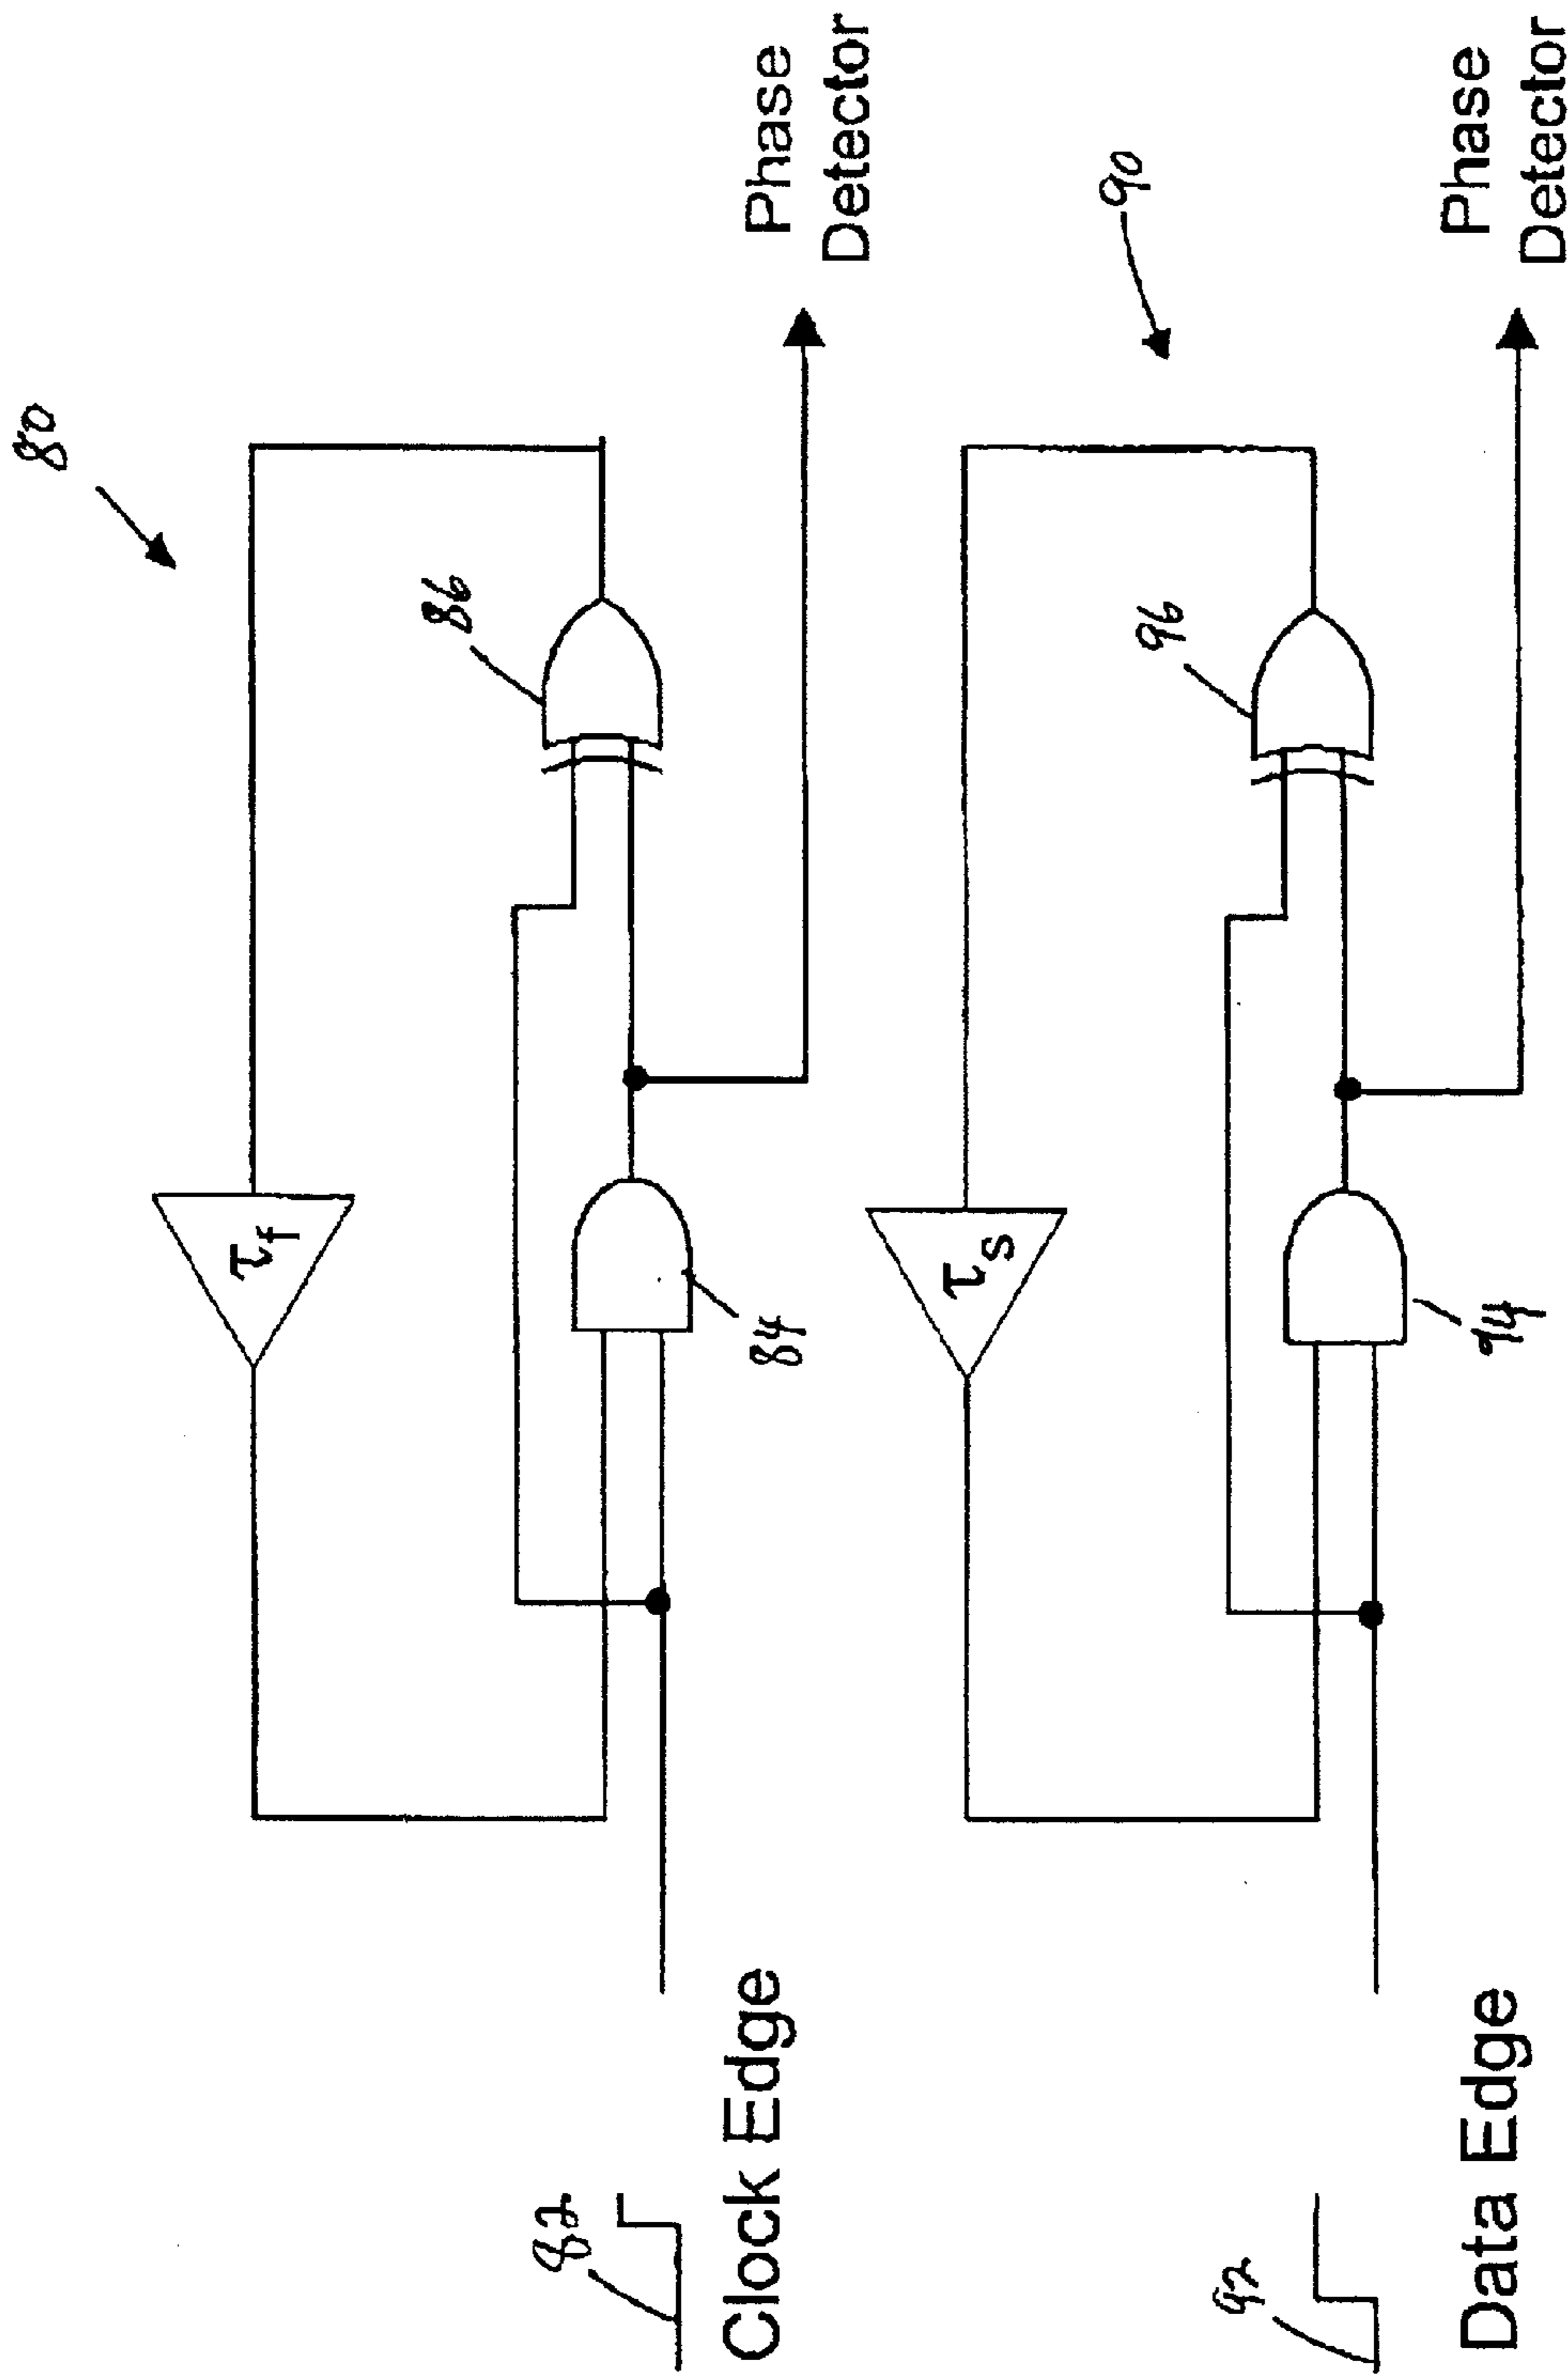 80
τf
86
84
Phase
Detector
82
Clock Edge
90
τs
96
94
Phase
Detector
92
Data Edge